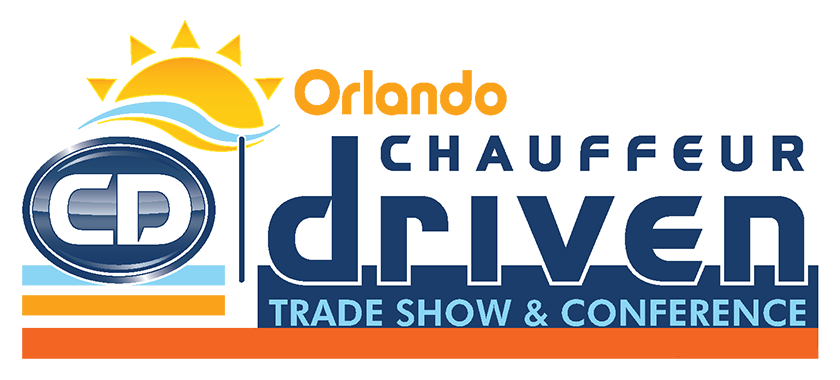 Orlando
CD
CHAUFFEUR
driven
TRADE SHOW & CONFERENCE